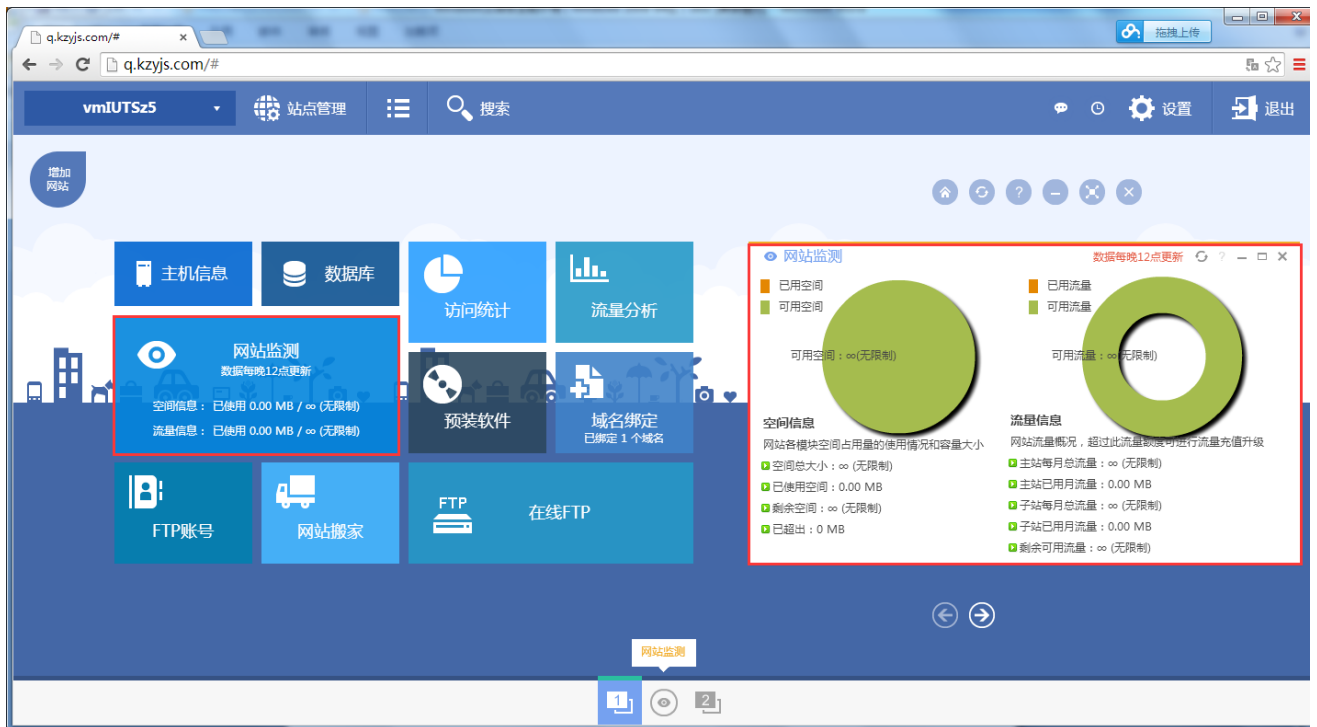 q.kzyjs.com/#
拖拽上传
q.kzyjs.com/#
vmIUTSz5
站点管理
搜索
设置
退出
增加
网站
主机信息
数据库
访问统计
流量分析
网站监测
数据每晚12点更新
空间信息： 已使用 0.00 MB / ∞ (无限制)
流量信息： 已使用 0.00 MB / ∞ (无限制)
预装软件
域名绑定
已绑定 1 个域名
FTP账号
网站搬家
FTP
在线FTP
网站监测
数据每晚12点更新
已用空间
可用空间
可用空间：∞(无限制)
空间信息
网站各模块空间占用量的使用情况和容量大小
空间总大小：∞ (无限制)
已使用空间：0.00 MB
剩余空间：∞ (无限制)
已超出：0 MB
已用流量
可用流量
可用流量：∞(无限制)
流量信息
网站流量概况，超过此流量额度可进行流量充值升级
主站每月总流量：∞ (无限制)
主站已用月流量：0.00 MB
子站每月总流量：∞ (无限制)
子站已用月流量：0.00 MB
剩余可用流量：∞ (无限制)
网站监测
1
2